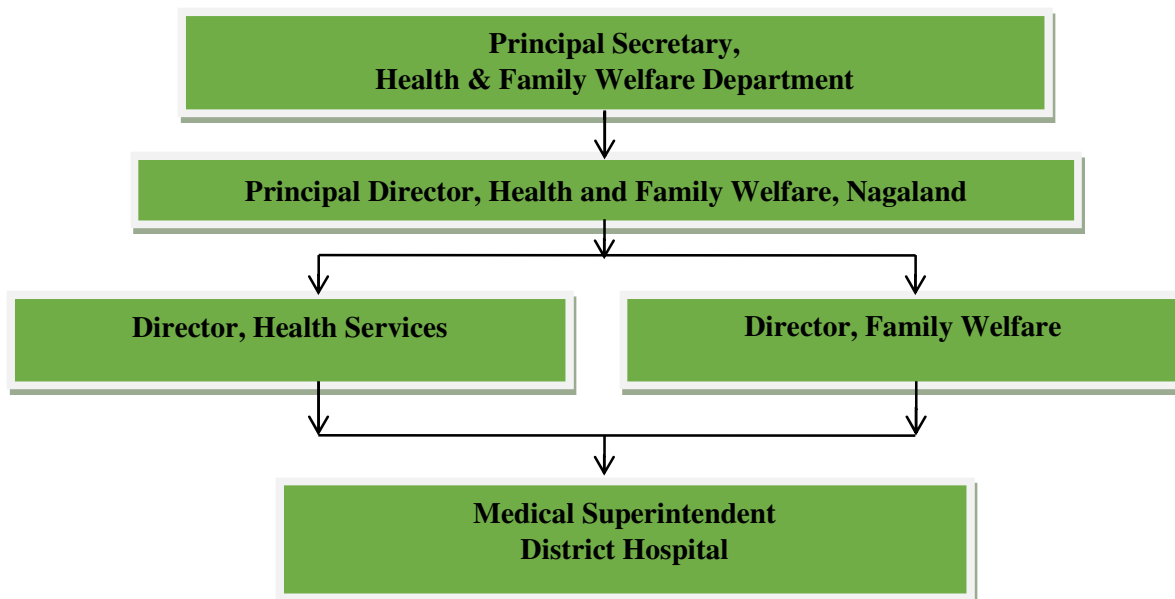 Principal Secretary,
Health & Family Welfare Department
Principal Director, Health and Family Welfare, Nagaland
Director, Health Services
Director, Family Welfare
Medical Superintendent
District Hospital